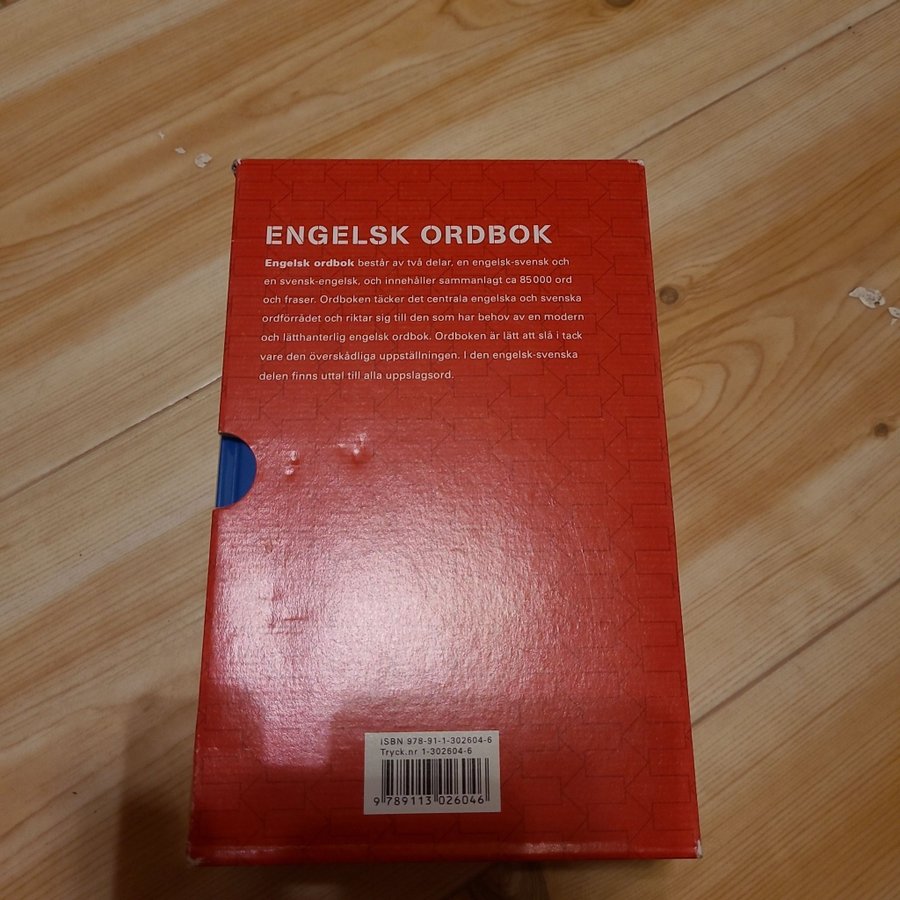 ENGELSK ORDBOK
Engelsk ordbok består av två delar, en engelsk-svensk och
en svensk-engelsk, och innehåller sammanlagt ca 85 000 ord
och fraser. Ordboken täcker det centrala engelska och svenska
ordförrådet och riktar sig till den som har behov av en modern
och lätthanterlig engelsk ordbok. Ordboken är lätt att slå i tack
vare den överskådliga uppställningen. I den engelsk-svenska
delen finns uttal till alla uppslagsord.
ISBN 978-91-1-302604-6
Tryck.nr 1-302604-6
9 789113 026046